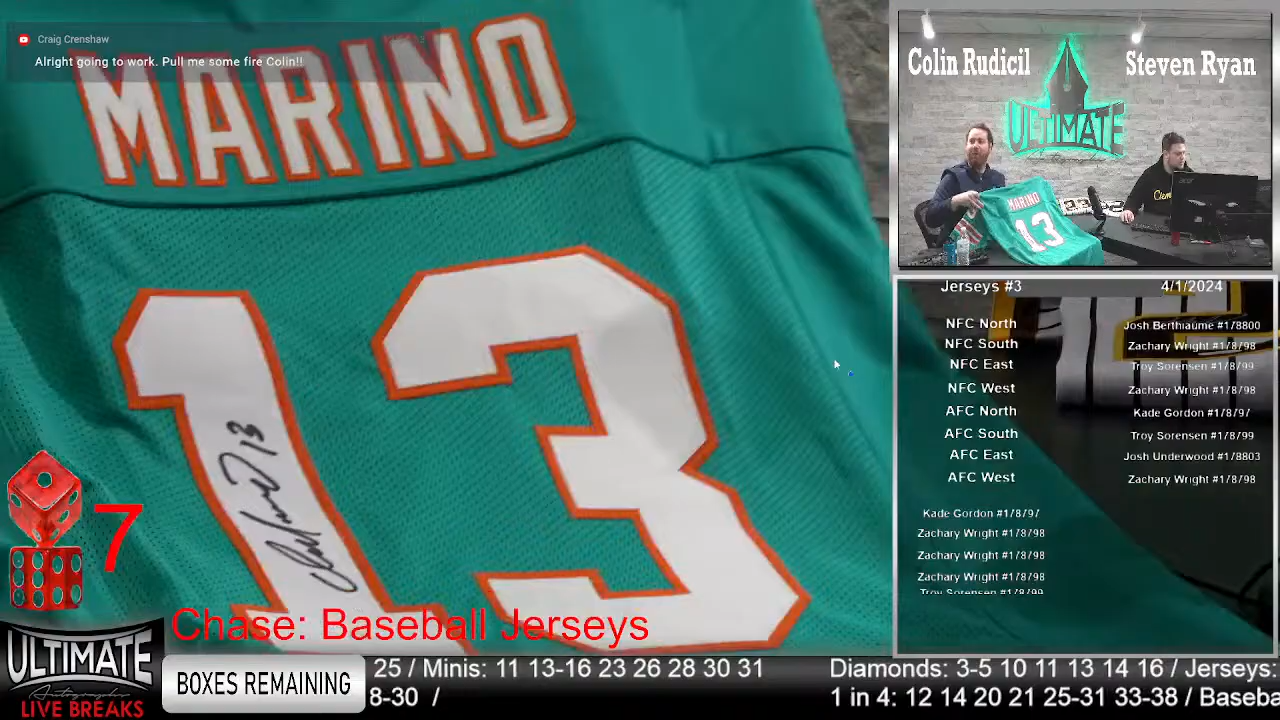 Craig Crenshaw
Alright going to work. Pull me some fire Colin!!
MARINO
13
13
7
Chase: Baseball Jerseys
ULTIMATE
Autographs
LIVE BREAKS
BOXES REMAINING
25 / Minis: 11 13-16 23 26 28 30 31
Diamonds: 3-5 10 11 13 14 16 / Jerseys:
8-30 /
1 in 4: 12 14 20 21 25-31 33-38 / Baseba
Colin Rudicil
Steven Ryan
ULTIMATE
MARINO
13
Jerseys #3 4/1/2024
NFC North Josh Berthiaume #1/8800
NFC South Zachary Wright #1/8/98
NFC East Troy Sorensen #1/8/99
NFC West Zachary Wright #1/8/98
AFC North Kade Gordon #1/8/97
AFC South Troy Sorensen #1/8/99
AFC East Josh Underwood #1/8803
AFC West Zachary Wright #1/8/98
Kade Gordon #1/8/97
Zachary Wright #1/8/98
Zachary Wright #1/8/98
Zachary Wright #1/8/98
Troy Sorensen #1/8/99